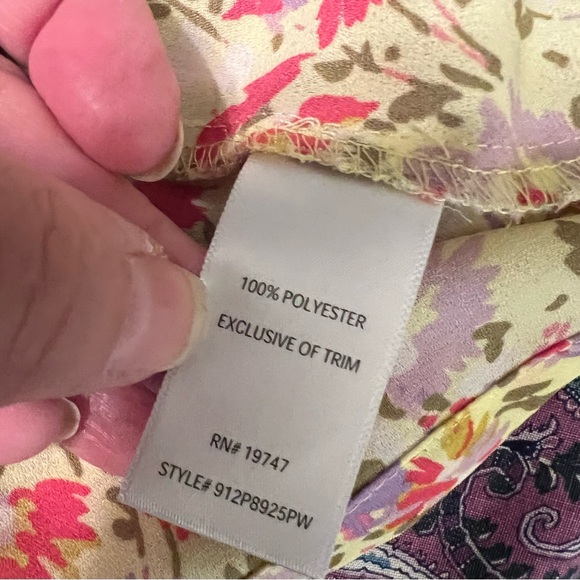 100% POLYESTER
EXCLUSIVE OF TRIM
RN# 19747
STYLE# 912P8925PW